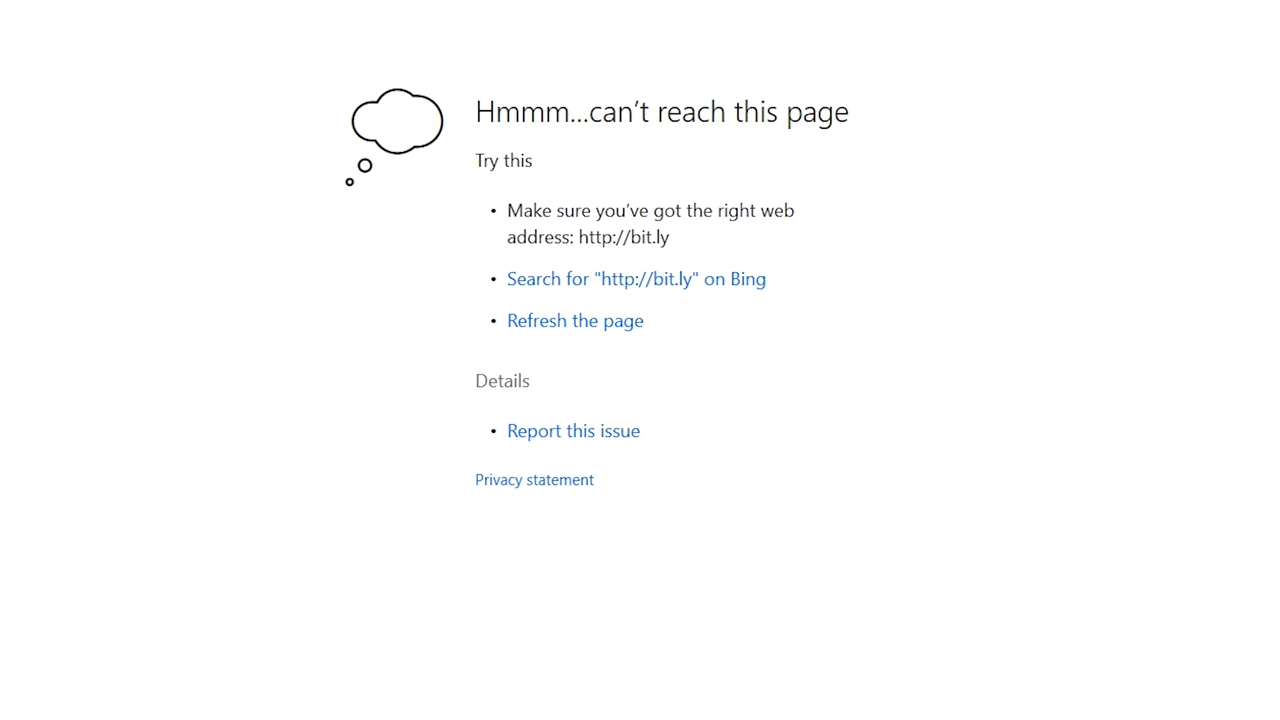 Hmmm...can’t reach this page
Try this
• Make sure you’ve got the right web
address: http://bit.ly
• Search for "http://bit.ly" on Bing
• Refresh the page
Details
• Report this issue
Privacy statement